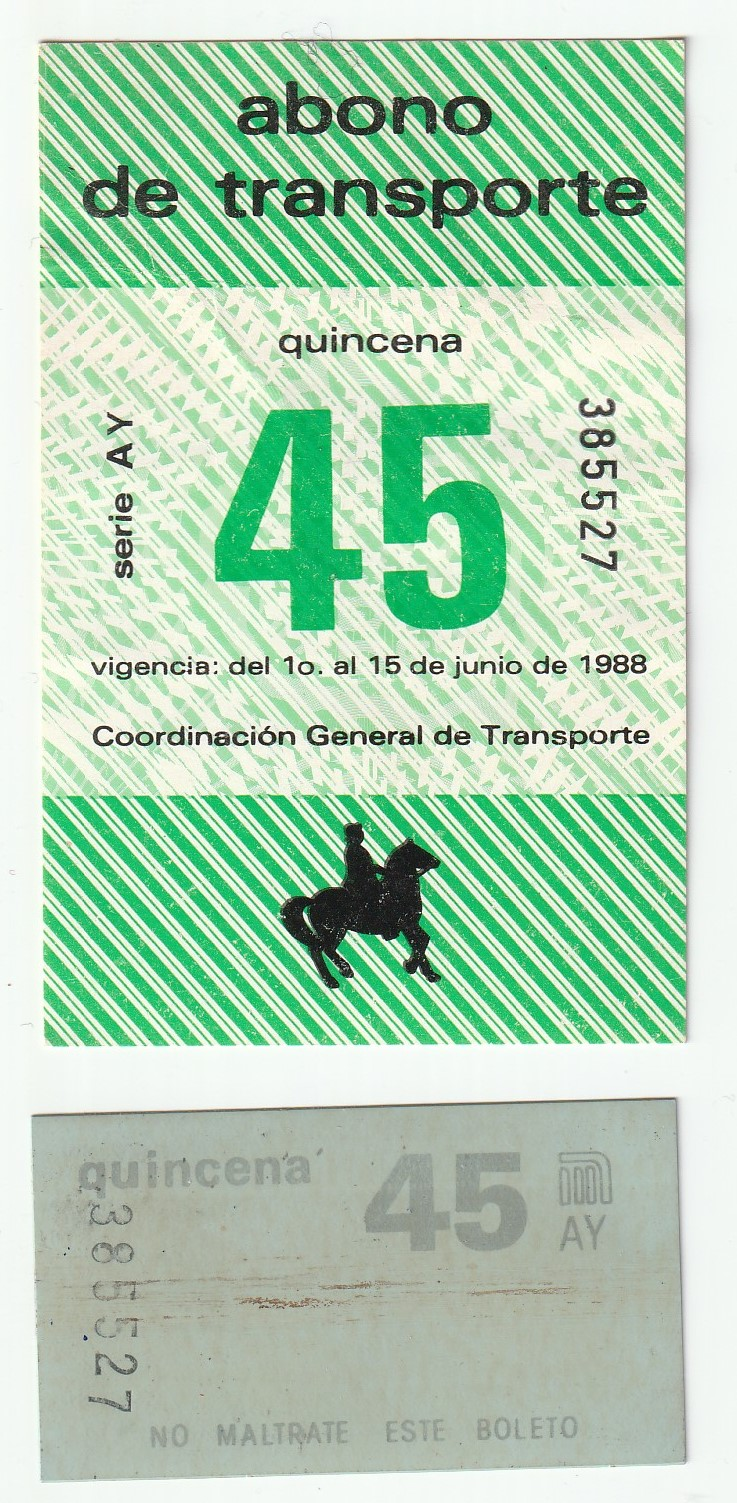 abono
de transporte
quincena
45
serie AY
385527
vigencia: del 1o. al 15 de junio de 1988
Coordinación General de Transporte
quincena
45
AY
385527
NO MALTRATE ESTE BOLETO